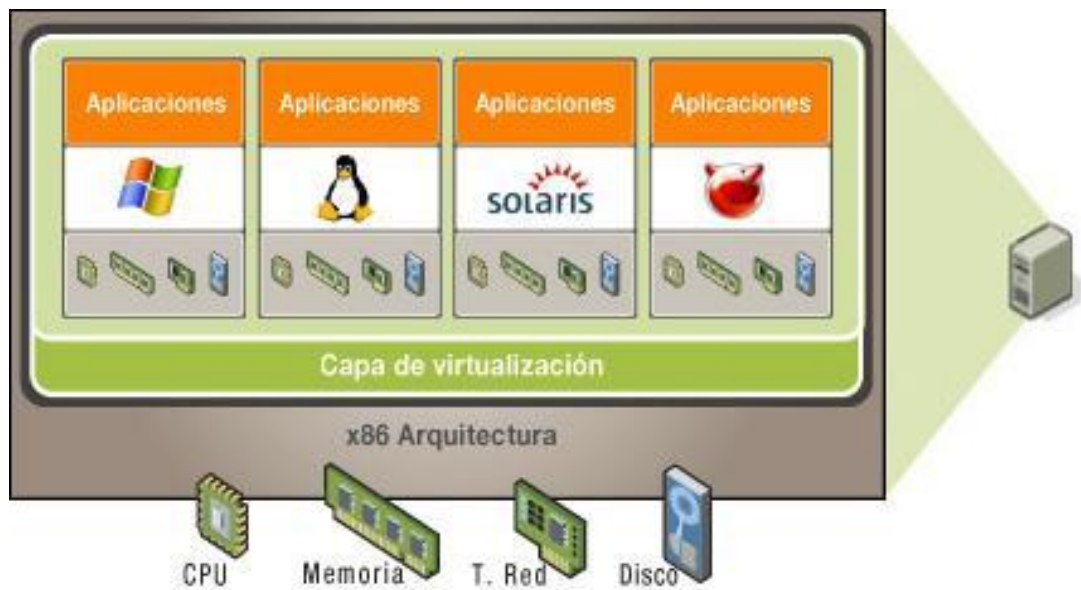 Aplicaciones Aplicaciones Aplicaciones Aplicaciones
solaris
Capa de virtualización
x86 Arquitectura
CPU Memoria T. Red Disco